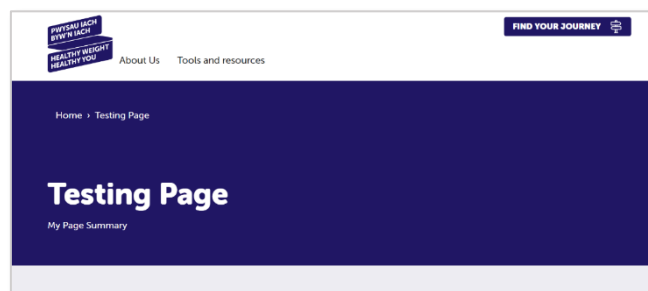 PWYSAU IACH
BYW'N IACH
HEALTHY WEIGHT
HEALTHY YOU
About Us Tools and resources
FIND YOUR JOURNEY
Home › Testing Page
Testing Page
My Page Summary